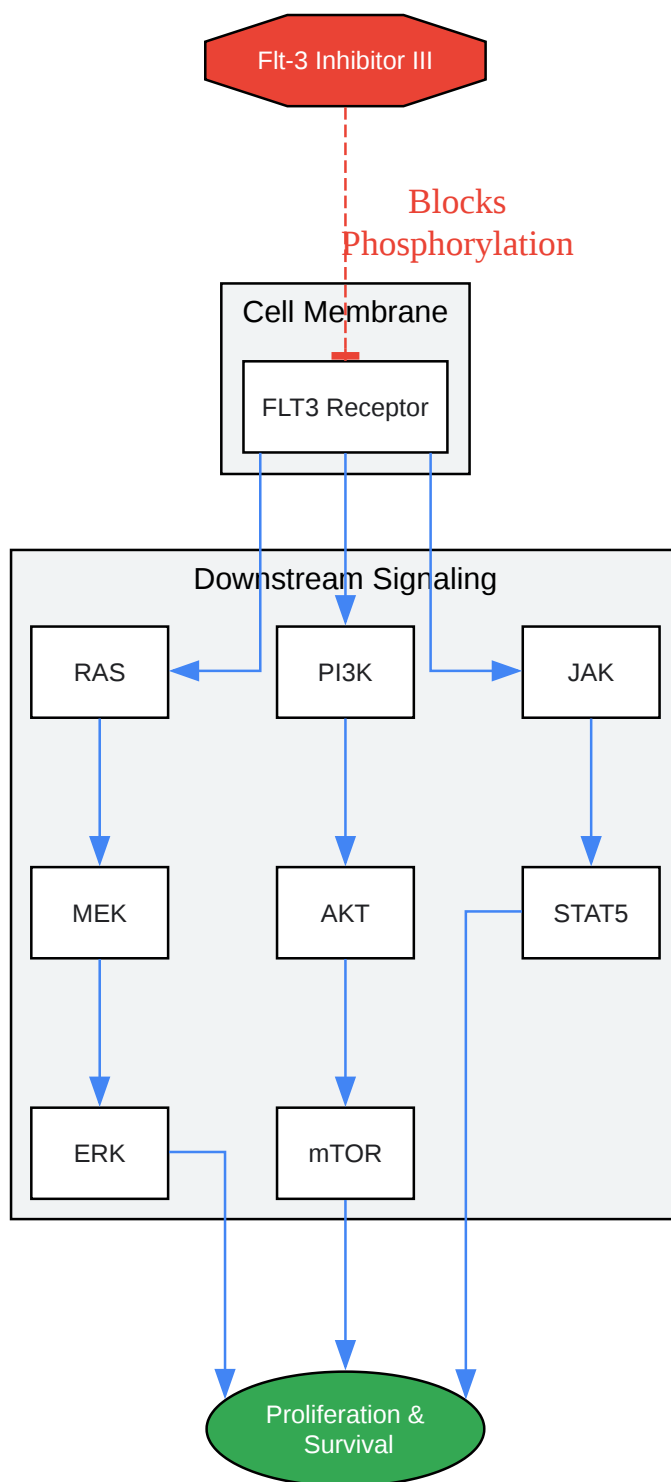 Flt-3 Inhibitor III
Blocks
Phosphorylation
Cell Membrane
FLT3 Receptor
Downstream Signaling
RAS
PI3K
JAK
MEK
AKT
STAT5
ERK
mTOR
Proliferation &
Survival